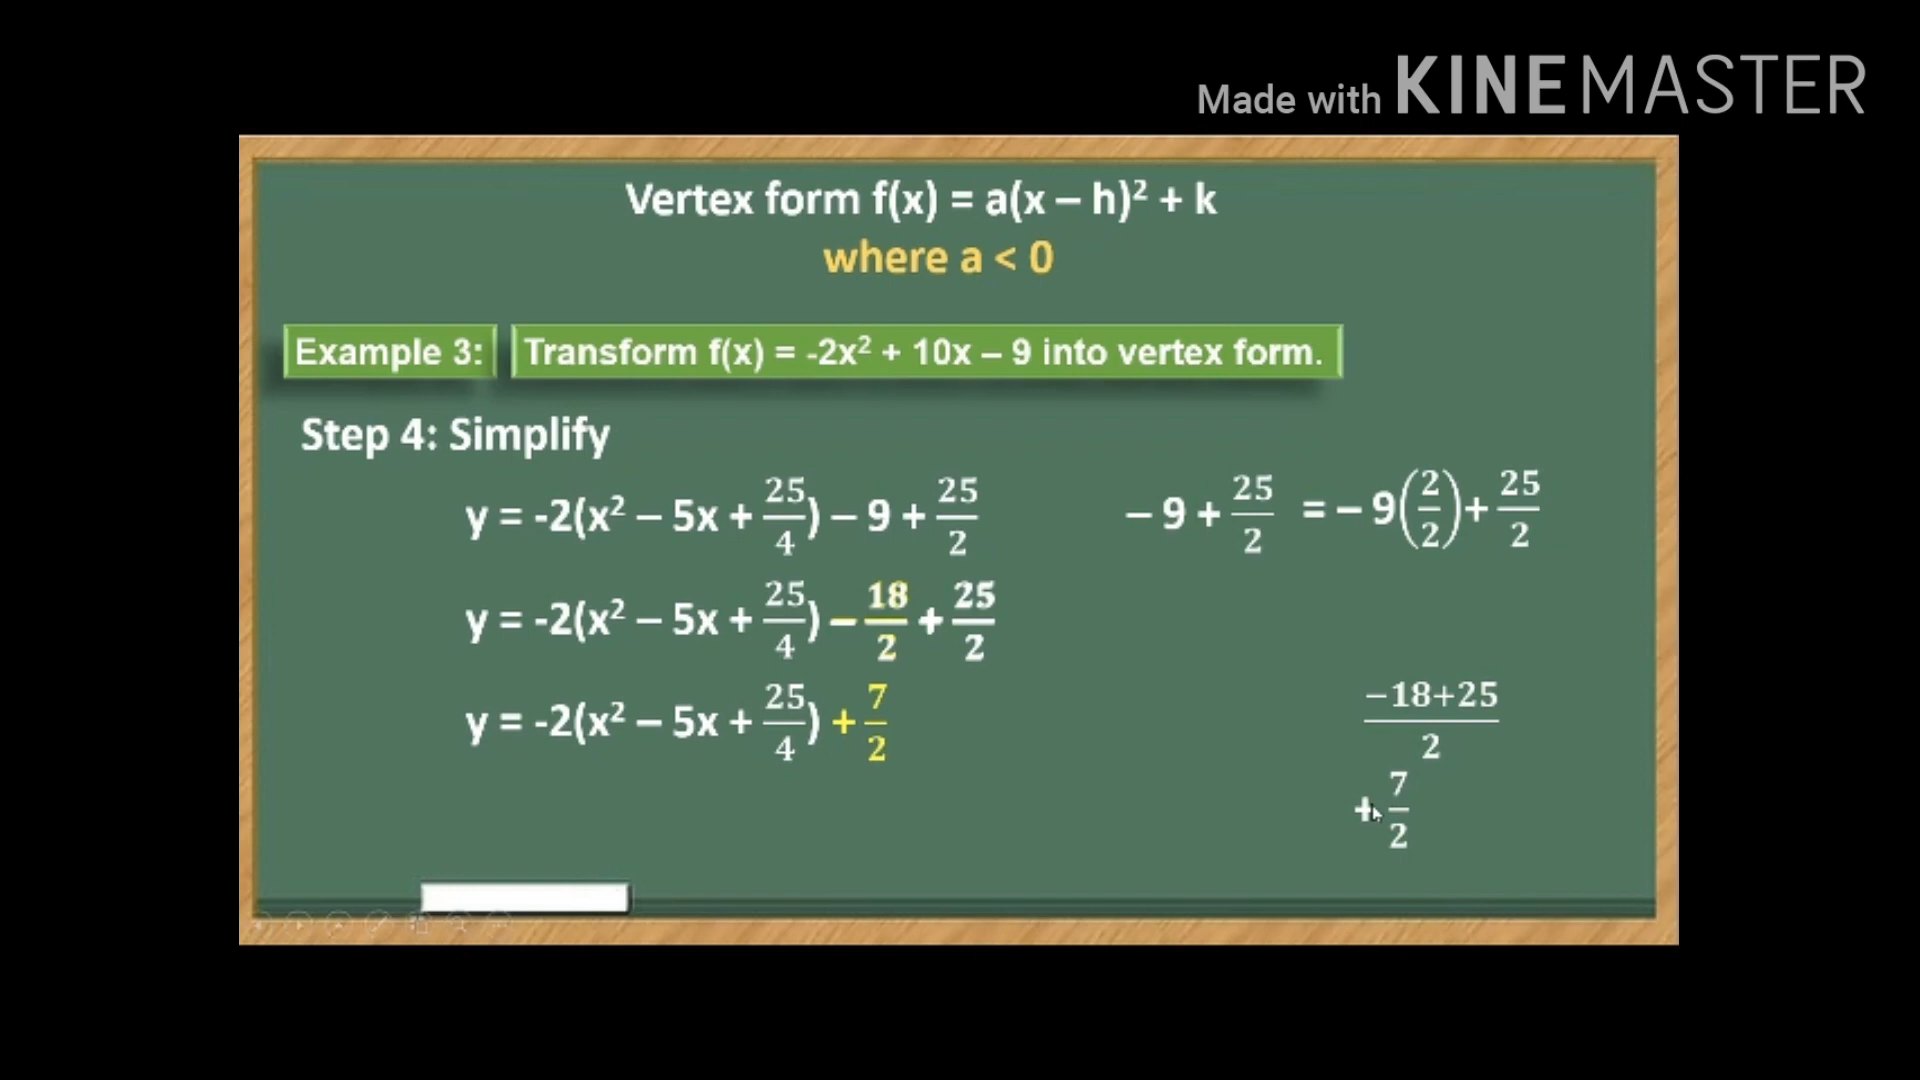 Made with KINEMASTER
Vertex form f(x) = a(x – h)² + k
where a < 0
Example 3: Transform f(x) = -2x² + 10x – 9 into vertex form.
Step 4: Simplify
y = -2(x² – 5x + 25/4) – 9 + 25/2
– 9 + 25/2 = – 9(2/2) + 25/2
y = -2(x² – 5x + 25/4) – 18/2 + 25/2
y = -2(x² – 5x + 25/4) + 7/2
−18+25/2
+ 7/2